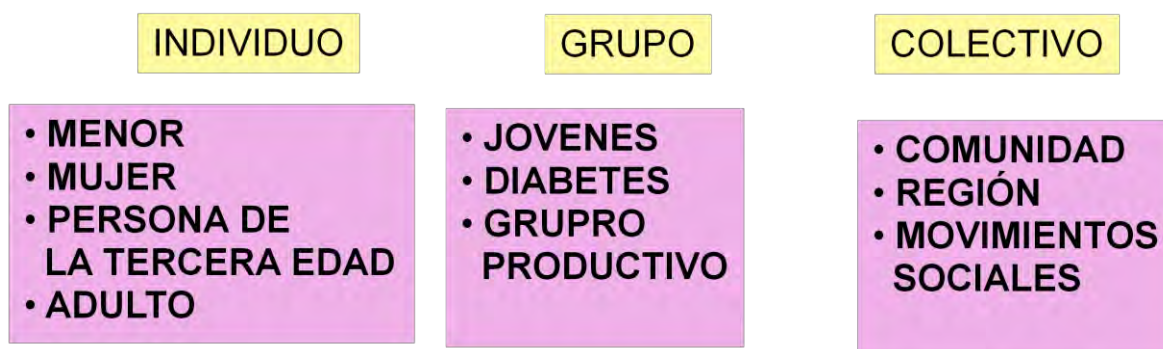 INDIVIDUO
• MENOR
• MUJER
• PERSONA DE
LA TERCERA EDAD
• ADULTO
GRUPO
• JOVENES
• DIABETES
• GRUPRO
PRODUCTIVO
COLECTIVO
• COMUNIDAD
• REGIÓN
• MOVIMIENTOS
SOCIALES